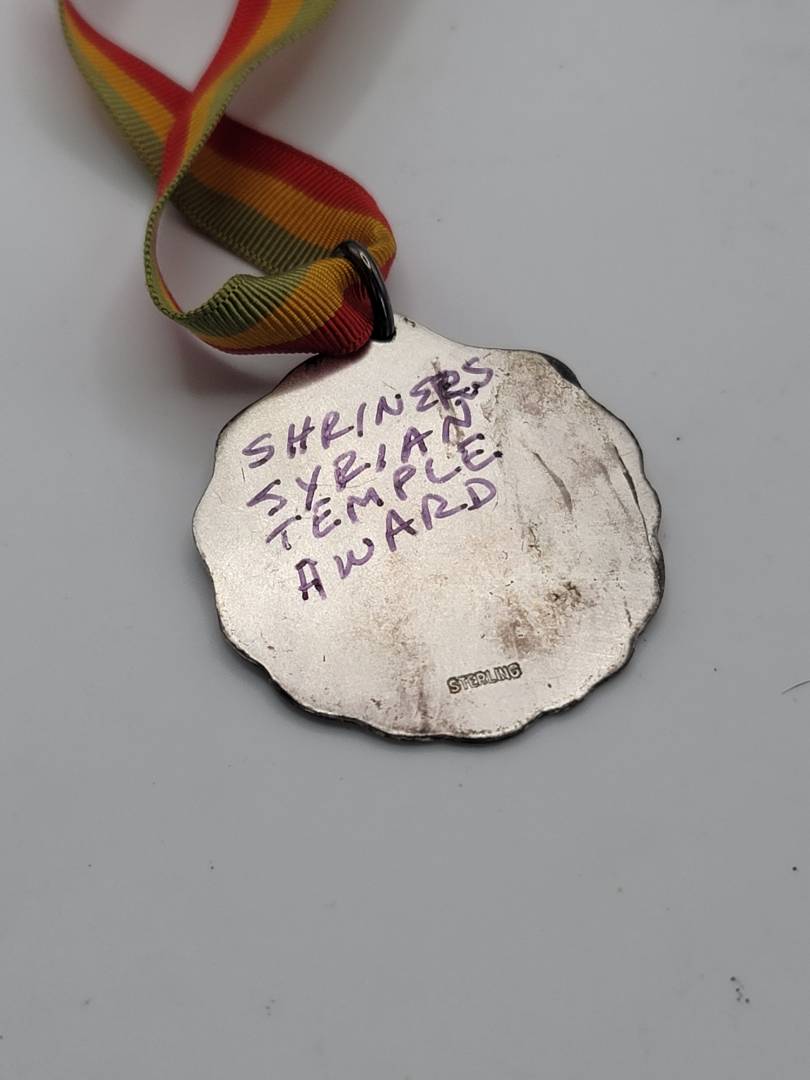 SHRINERS
SYRIAN
TEMPLE
AWARD
STERLING